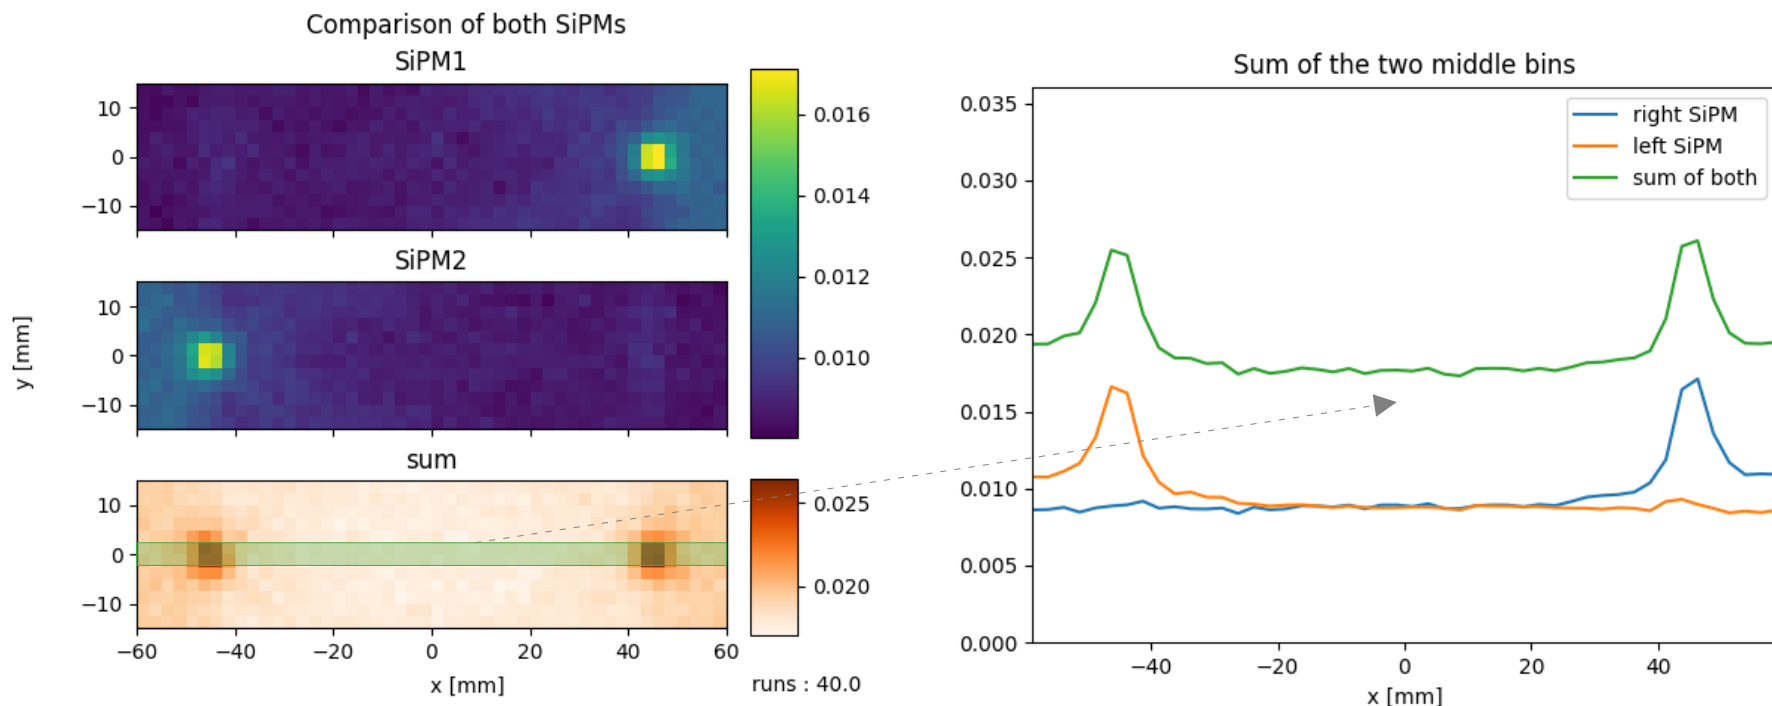 Comparison of both SiPMs
SiPM1
10
0
−10
SiPM2
10
0
−10
y [mm]
sum
10
0
−10
−60 −40 −20 0 20 40 60
x [mm]
0.016
0.014
0.012
0.010
0.025
0.020
runs : 40.0
Sum of the two middle bins
right SiPM
left SiPM
sum of both
0.035
0.030
0.025
0.020
0.015
0.010
0.005
0.000
−40 −20 0 20 40
x [mm]